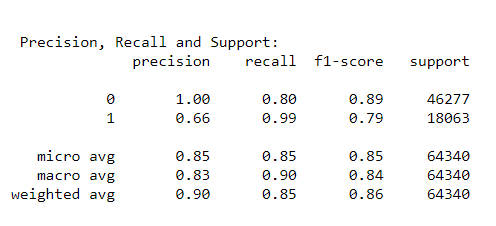 Precision, Recall and Support:
precision recall f1-score support
0 1.00 0.80 0.89 46277
1 0.66 0.99 0.79 18063
micro avg 0.85 0.85 0.85 64340
macro avg 0.83 0.90 0.84 64340
weighted avg 0.90 0.85 0.86 64340